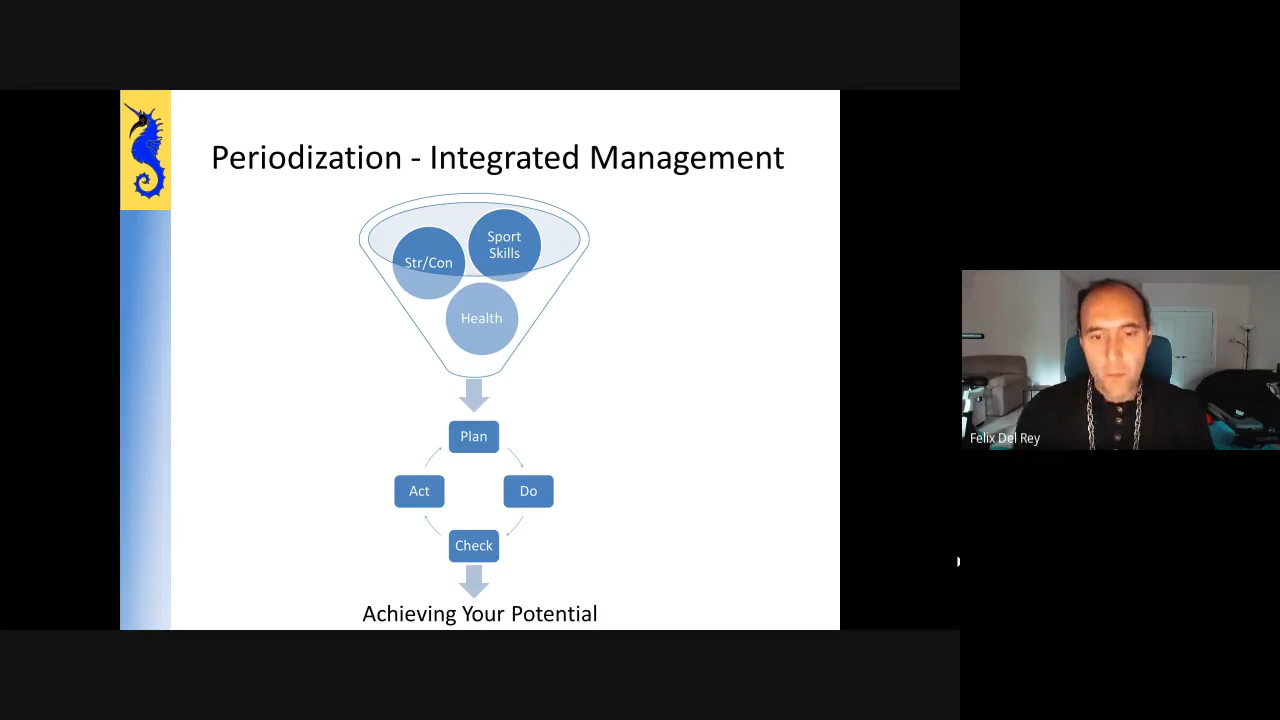 Periodization - Integrated Management
Sport
Skills
Str/Con
Health
Plan
Act
Do
Check
Achieving Your Potential
Felix Del Rey